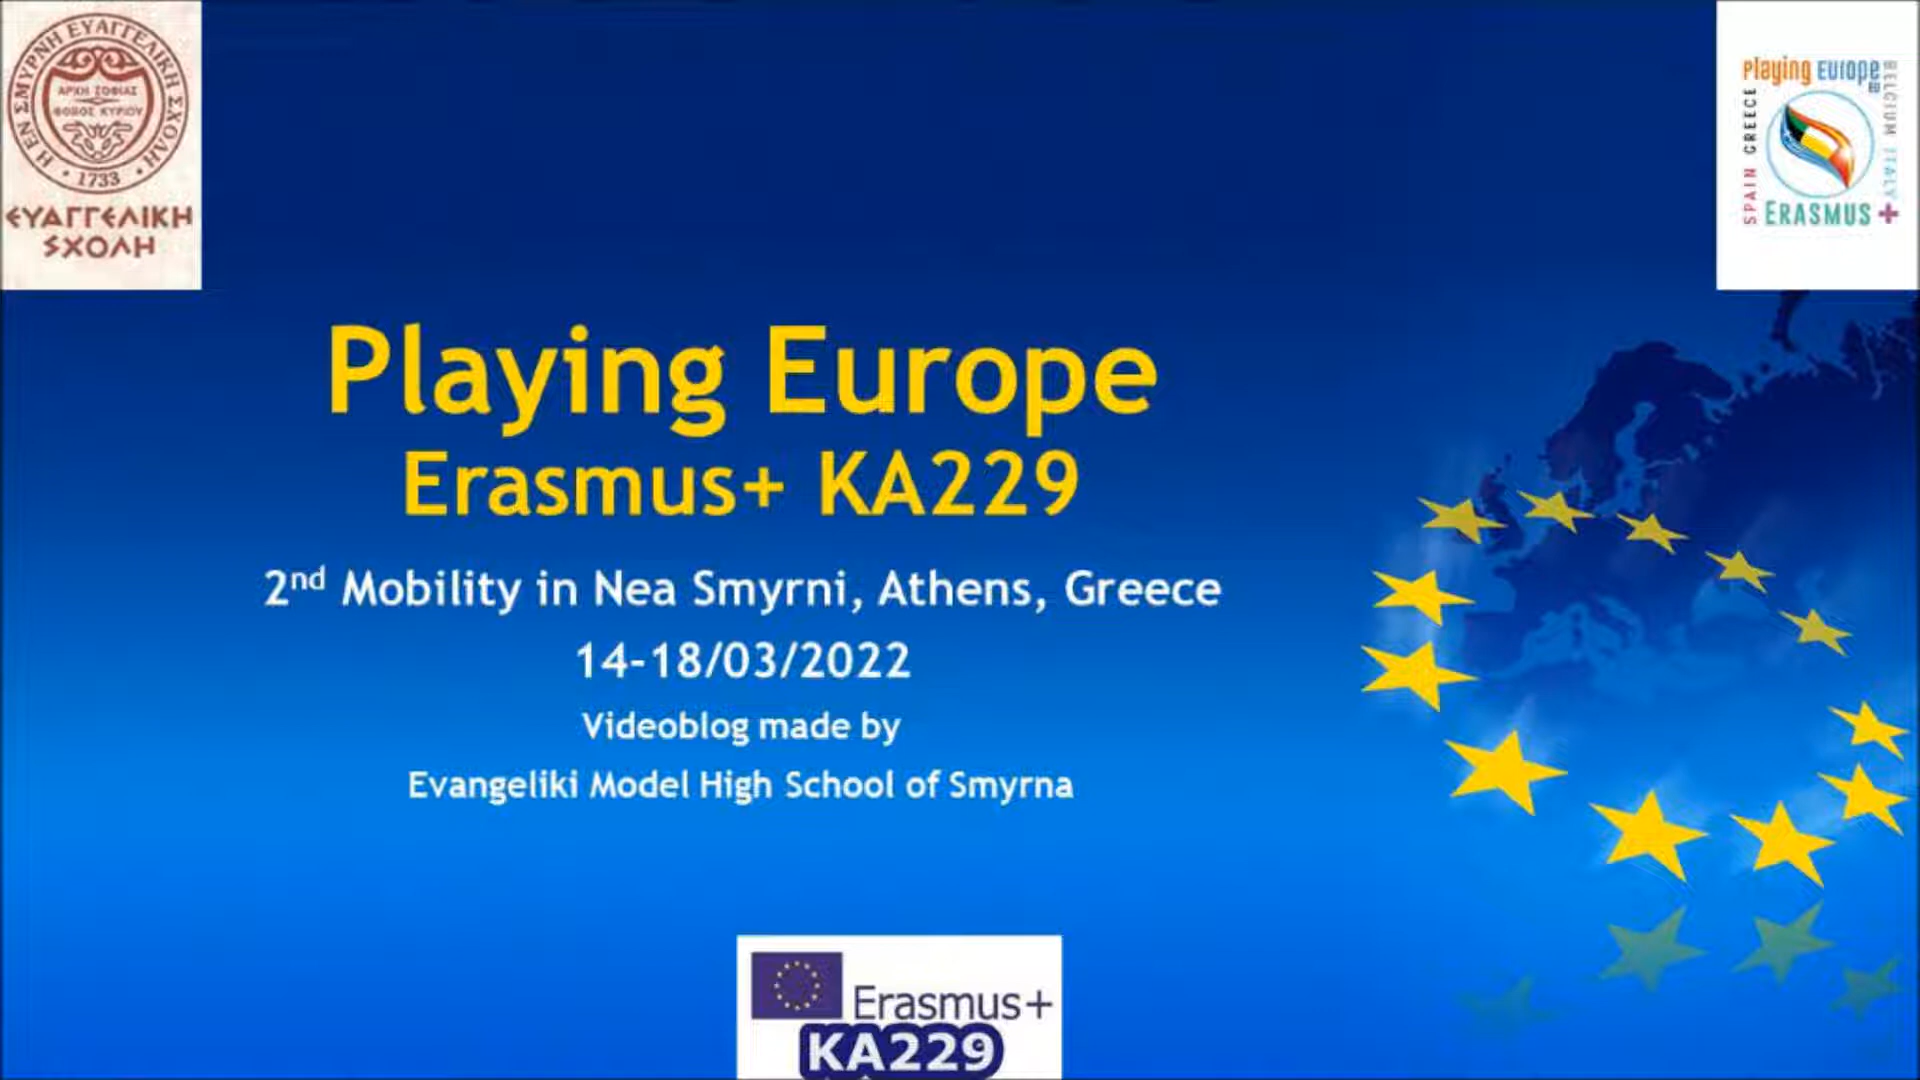 Η ΕΝ ΣΜΥΡΝΗ ΕΥΑΓΓΕΛΙΚΗ ΣΧΟΛΗ
ΑΡΧΗ ΣΟΦΙΑΣ
ΦΟΒΟΣ ΚΥΡΙΟΥ
• 1733 •
ΕΥΑΓΓΕΛΙΚΗ
ΣΧΟΛΗ
Playing Europe
EU
SPAIN GREECE
BELGIUM ITALY
ERASMUS +
Playing Europe
Erasmus+ KA229
2nd Mobility in Nea Smyrni, Athens, Greece
14-18/03/2022
Videoblog made by
Evangeliki Model High School of Smyrna
Erasmus+
KA229